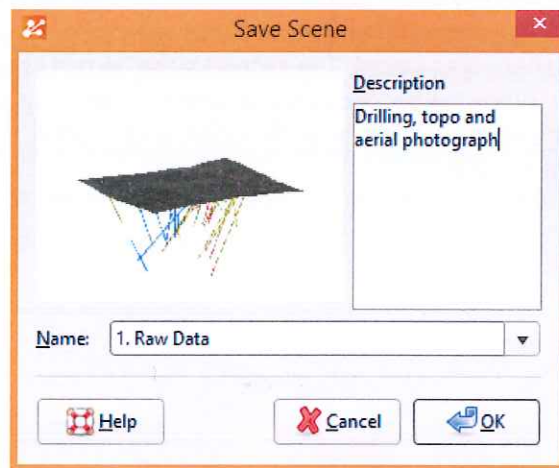 Save Scene
Description
Drilling, topo and
aerial photograph
Name:
1. Raw Data
Help
Cancel
OK